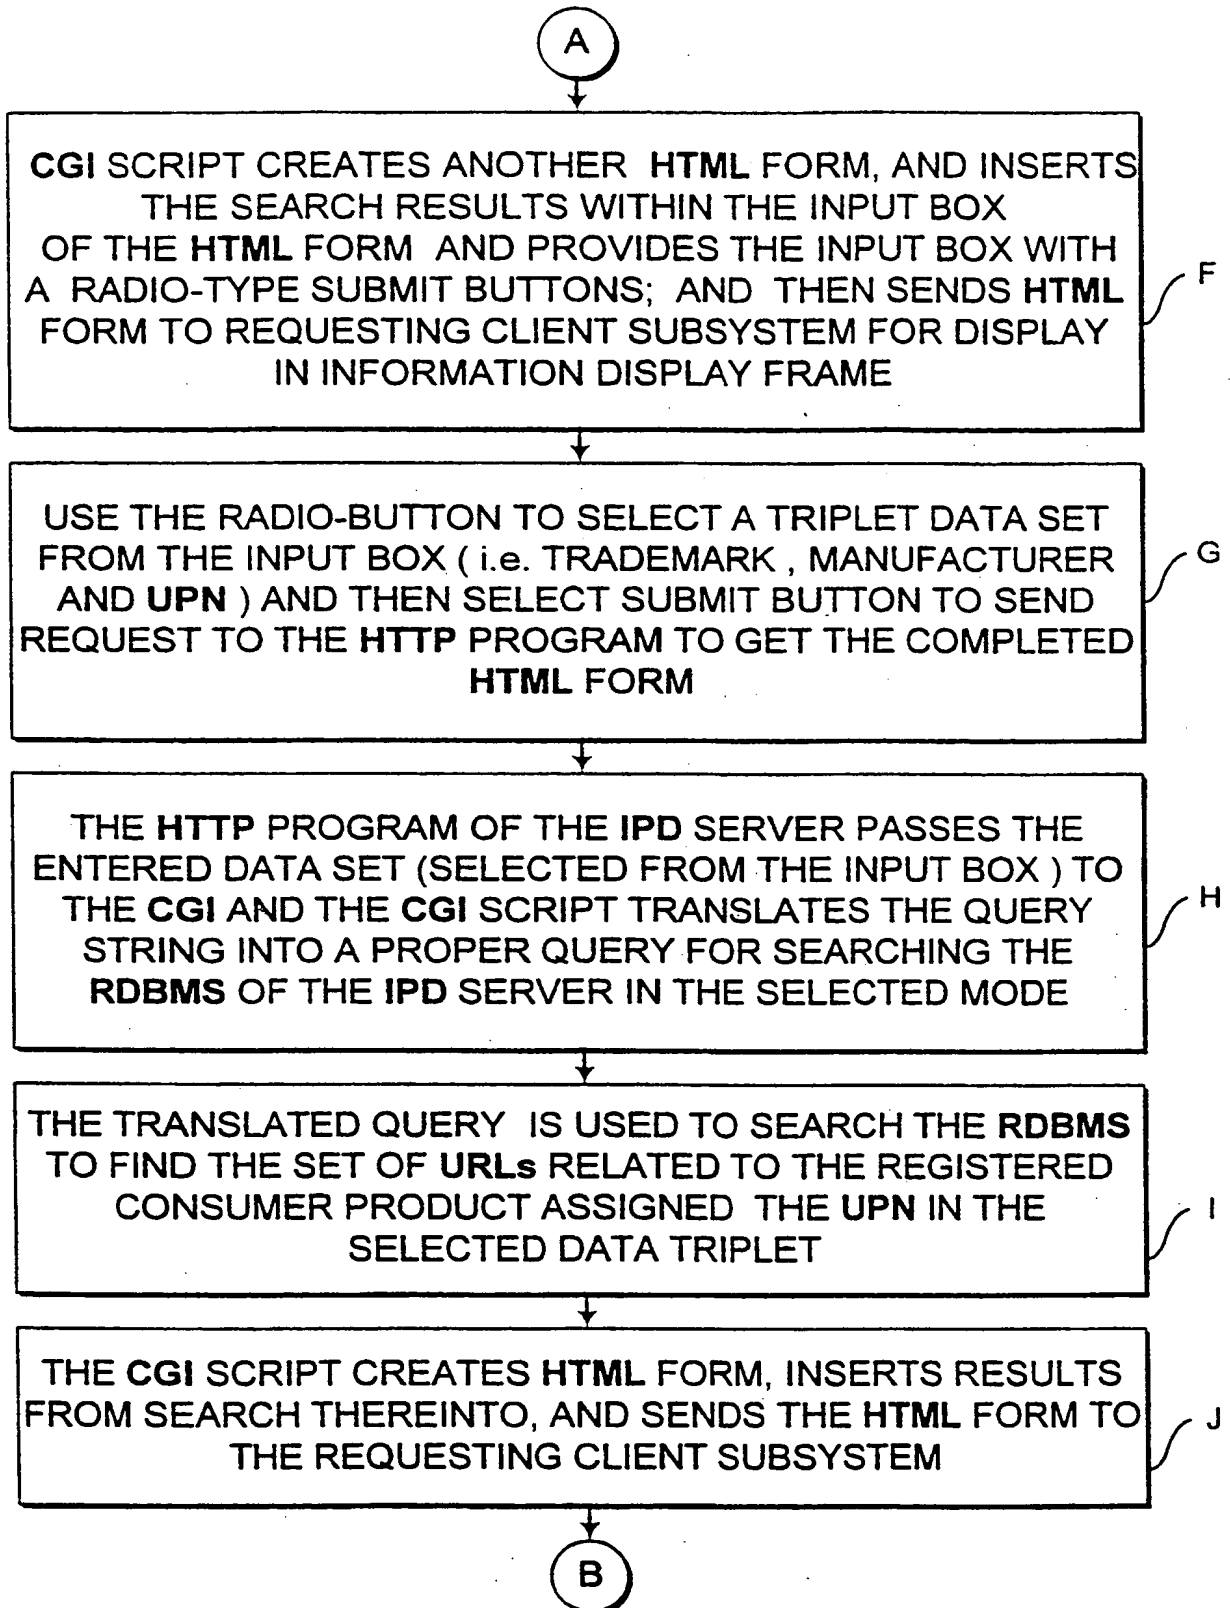 A
CGI SCRIPT CREATES ANOTHER HTML FORM, AND INSERTS
THE SEARCH RESULTS WITHIN THE INPUT BOX
OF THE HTML FORM AND PROVIDES THE INPUT BOX WITH
A RADIO-TYPE SUBMIT BUTTONS; AND THEN SENDS HTML
FORM TO REQUESTING CLIENT SUBSYSTEM FOR DISPLAY
IN INFORMATION DISPLAY FRAME
F
USE THE RADIO-BUTTON TO SELECT A TRIPLET DATA SET
FROM THE INPUT BOX ( i.e. TRADEMARK , MANUFACTURER
AND UPN ) AND THEN SELECT SUBMIT BUTTON TO SEND
REQUEST TO THE HTTP PROGRAM TO GET THE COMPLETED
HTML FORM
G
THE HTTP PROGRAM OF THE IPD SERVER PASSES THE
ENTERED DATA SET (SELECTED FROM THE INPUT BOX ) TO
THE CGI AND THE CGI SCRIPT TRANSLATES THE QUERY
STRING INTO A PROPER QUERY FOR SEARCHING THE
RDBMS OF THE IPD SERVER IN THE SELECTED MODE
H
THE TRANSLATED QUERY IS USED TO SEARCH THE RDBMS
TO FIND THE SET OF URLs RELATED TO THE REGISTERED
CONSUMER PRODUCT ASSIGNED THE UPN IN THE
SELECTED DATA TRIPLET
I
THE CGI SCRIPT CREATES HTML FORM, INSERTS RESULTS
FROM SEARCH THEREINTO, AND SENDS THE HTML FORM TO
THE REQUESTING CLIENT SUBSYSTEM
J
B